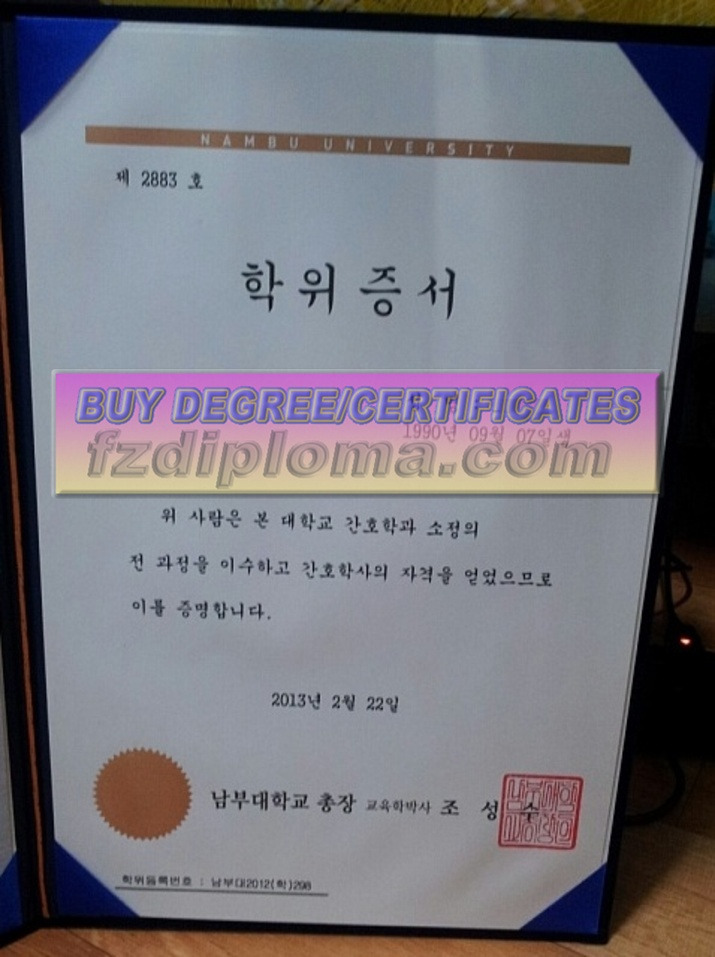 NAMBU UNIVERSITY
제 2883 호
학위증서
BUY DEGREE/CERTIFICATES
1990년 09월 07일생
fzdiploma.com
위 사람은 본 대학교 간호학과 소정의
전 과정을 이수하고 간호학사의 자격을 얻었으므로
이를 증명합니다.
2013년 2월 22일
남부대학교 총장 교육학박사 조 성 수
학위등록번호 : 남부대2012(학)298